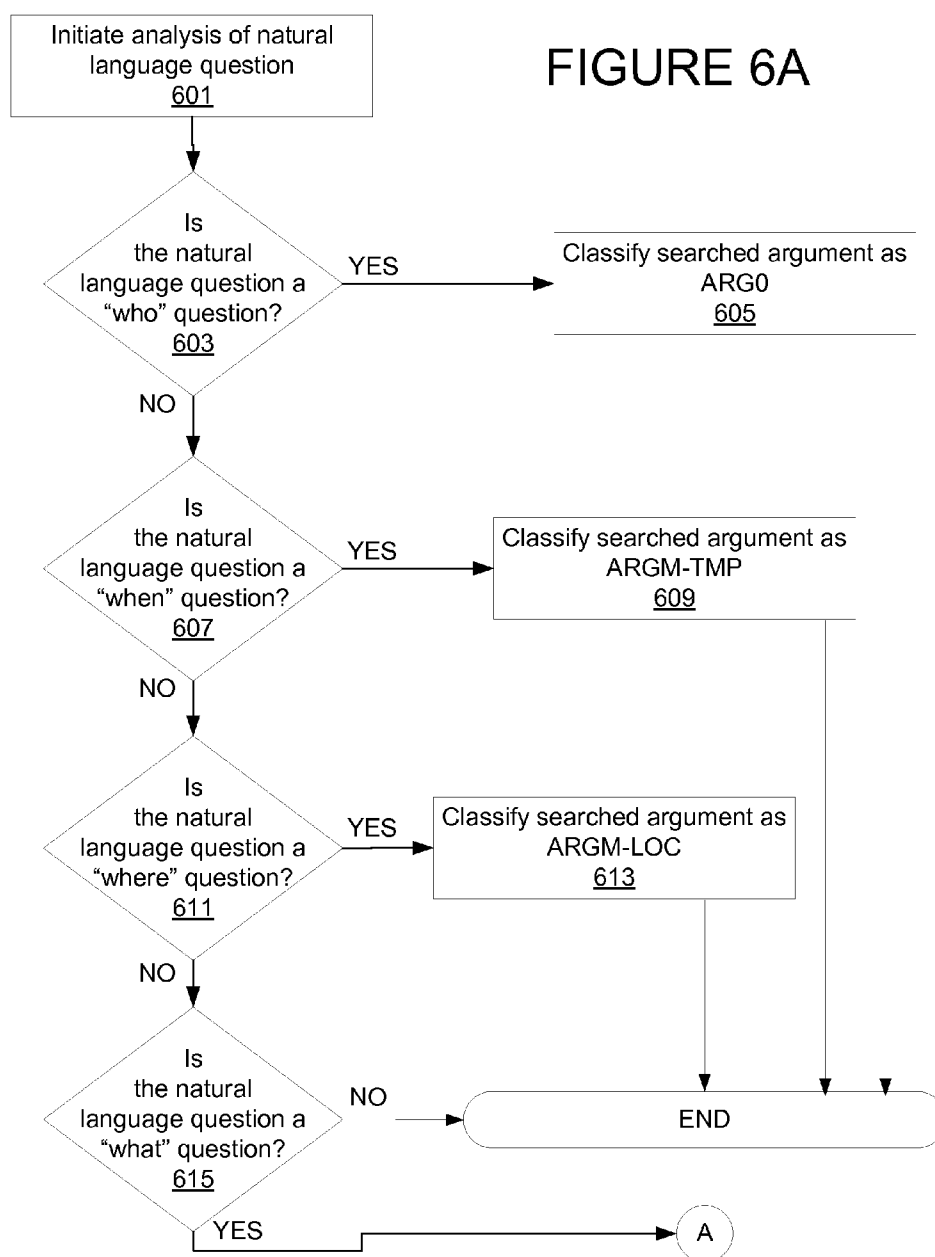 Initiate analysis of natural
language question
601
FIGURE 6A
Is
the natural
language question a
“who” question?
603
YES
Classify searched argument as
ARG0
605
NO
Is
the natural
language question a
“when” question?
607
YES
Classify searched argument as
ARGM-TMP
609
NO
Is
the natural
language question a
“where” question?
611
YES
Classify searched argument as
ARGM-LOC
613
NO
Is
the natural
language question a
“what” question?
615
NO
END
YES
A